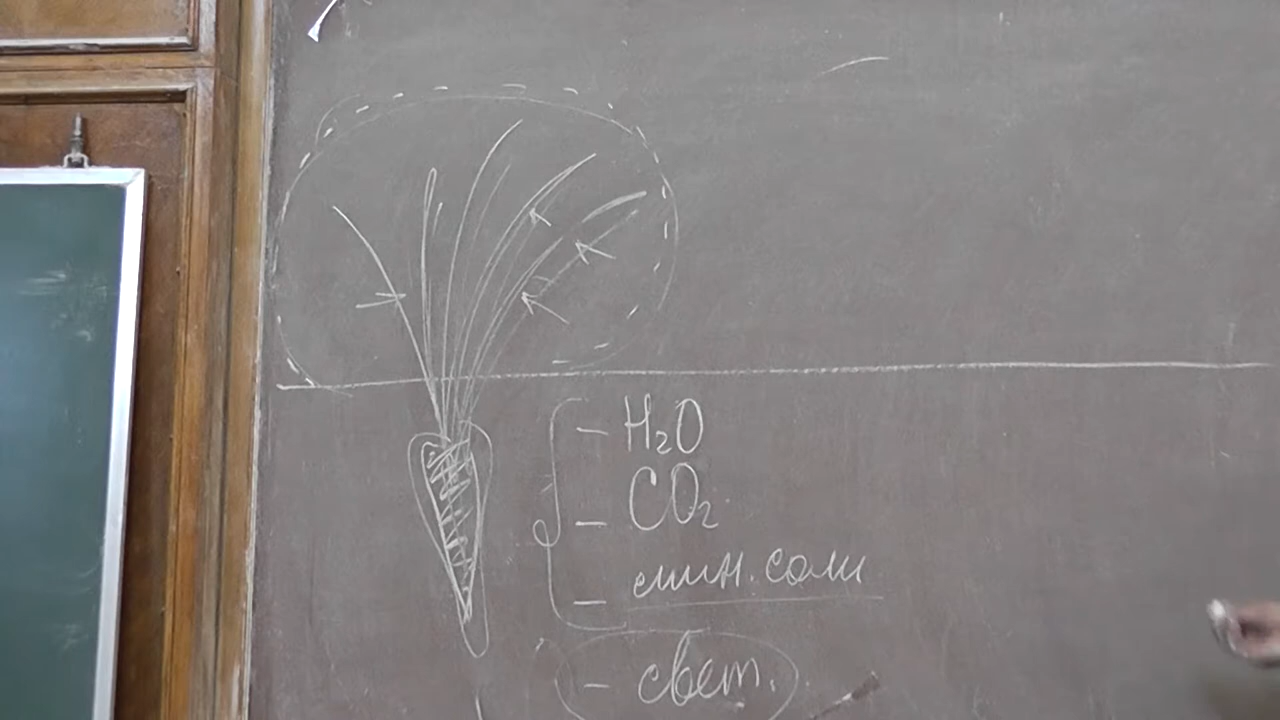 – H₂O
– CO₂
– мин. соли
– свет.